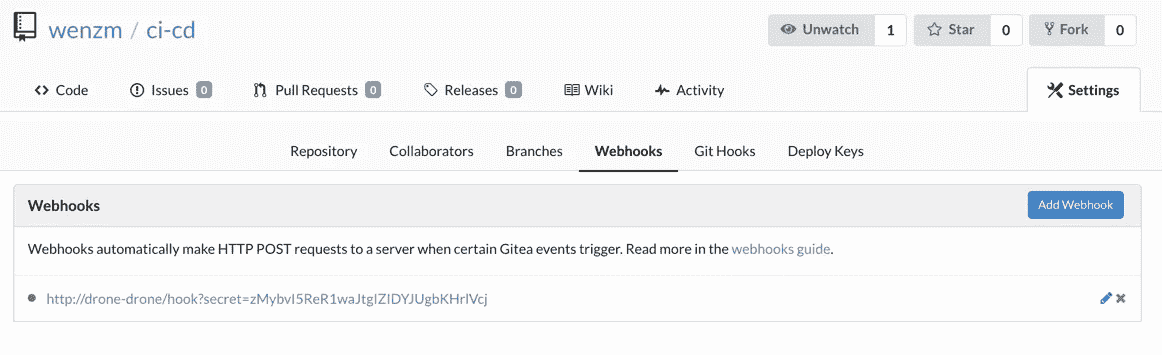 wenzm / ci-cd
Unwatch 1 Star 0 Fork 0
Code Issues 0 Pull Requests 0 Releases 0 Wiki Activity Settings
Repository Collaborators Branches Webhooks Git Hooks Deploy Keys
Webhooks Add Webhook
Webhooks automatically make HTTP POST requests to a server when certain Gitea events trigger. Read more in the webhooks guide.
http://drone-drone/hook?secret=zMybvI5ReR1waJtgIZIDYJUgbKHrlVcj